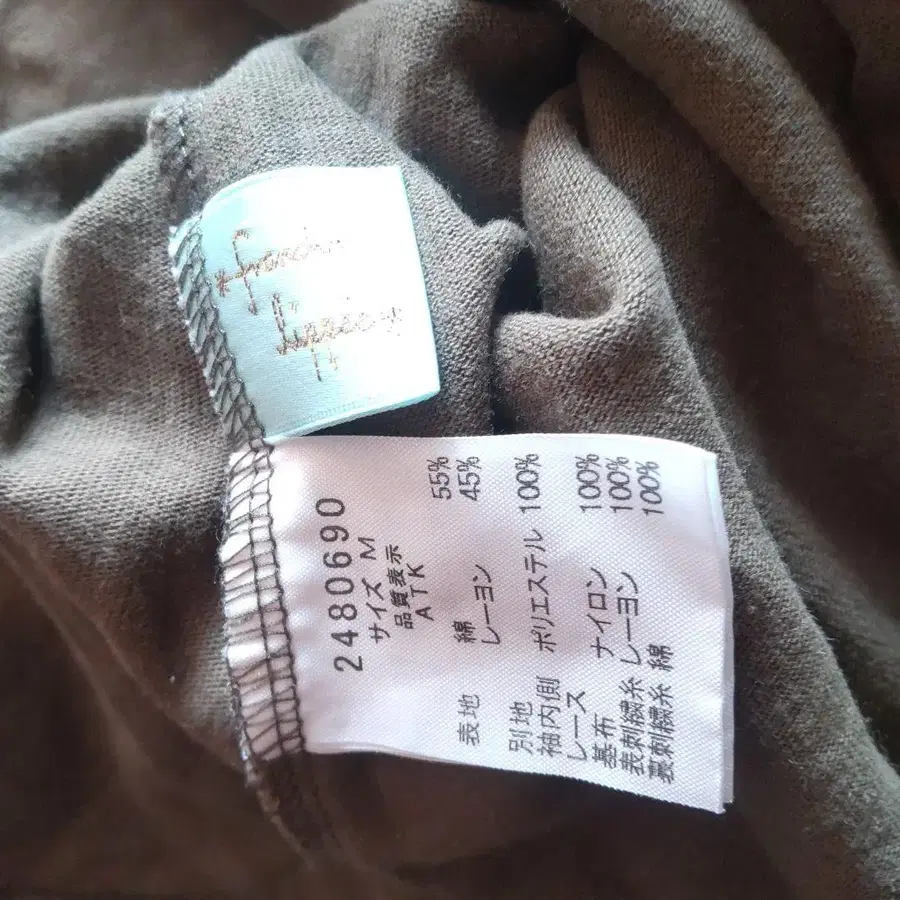 franche
lippée
2480690
サイズ M
品質表示
ATK
表地 綿 55%
レーヨン 45%
別地 ポリエステル 100%
袖内側
レース
基布 ナイロン 100%
表刺繍糸 レーヨン 100%
裏刺繍糸 綿 100%